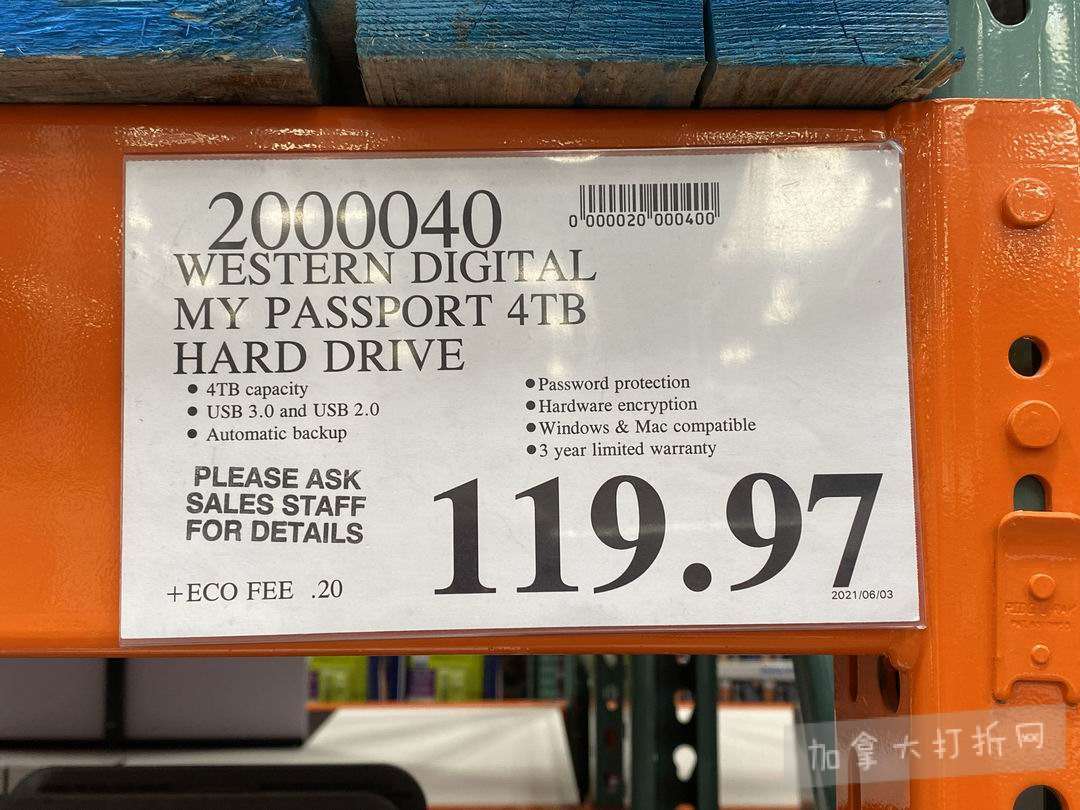 2000040
0 000020 000400
WESTERN DIGITAL
MY PASSPORT 4TB
HARD DRIVE
● 4TB capacity
● USB 3.0 and USB 2.0
● Automatic backup
● Password protection
● Hardware encryption
● Windows & Mac compatible
● 3 year limited warranty
PLEASE ASK
SALES STAFF
FOR DETAILS
119.97
+ECO FEE .20
2021/06/03
加拿大打折网